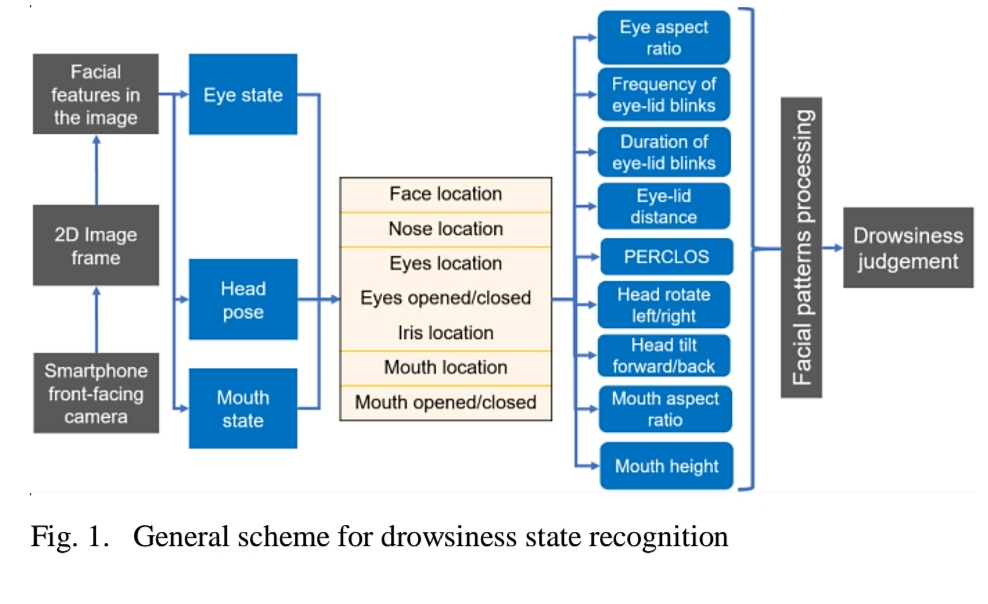 Facial
features in
the image
2D Image
frame
Smartphone
front-facing
camera
Eye state
Head
pose
Mouth
state
Face location
Nose location
Eyes location
Eyes opened/closed
Iris location
Mouth location
Mouth opened/closed
Eye aspect
ratio
Frequency of
eye-lid blinks
Duration of
eye-lid blinks
Eye-lid
distance
PERCLOS
Head rotate
left/right
Head tilt
forward/back
Mouth aspect
ratio
Mouth height
Facial patterns processing
Drowsiness
judgement
Fig. 1. General scheme for drowsiness state recognition